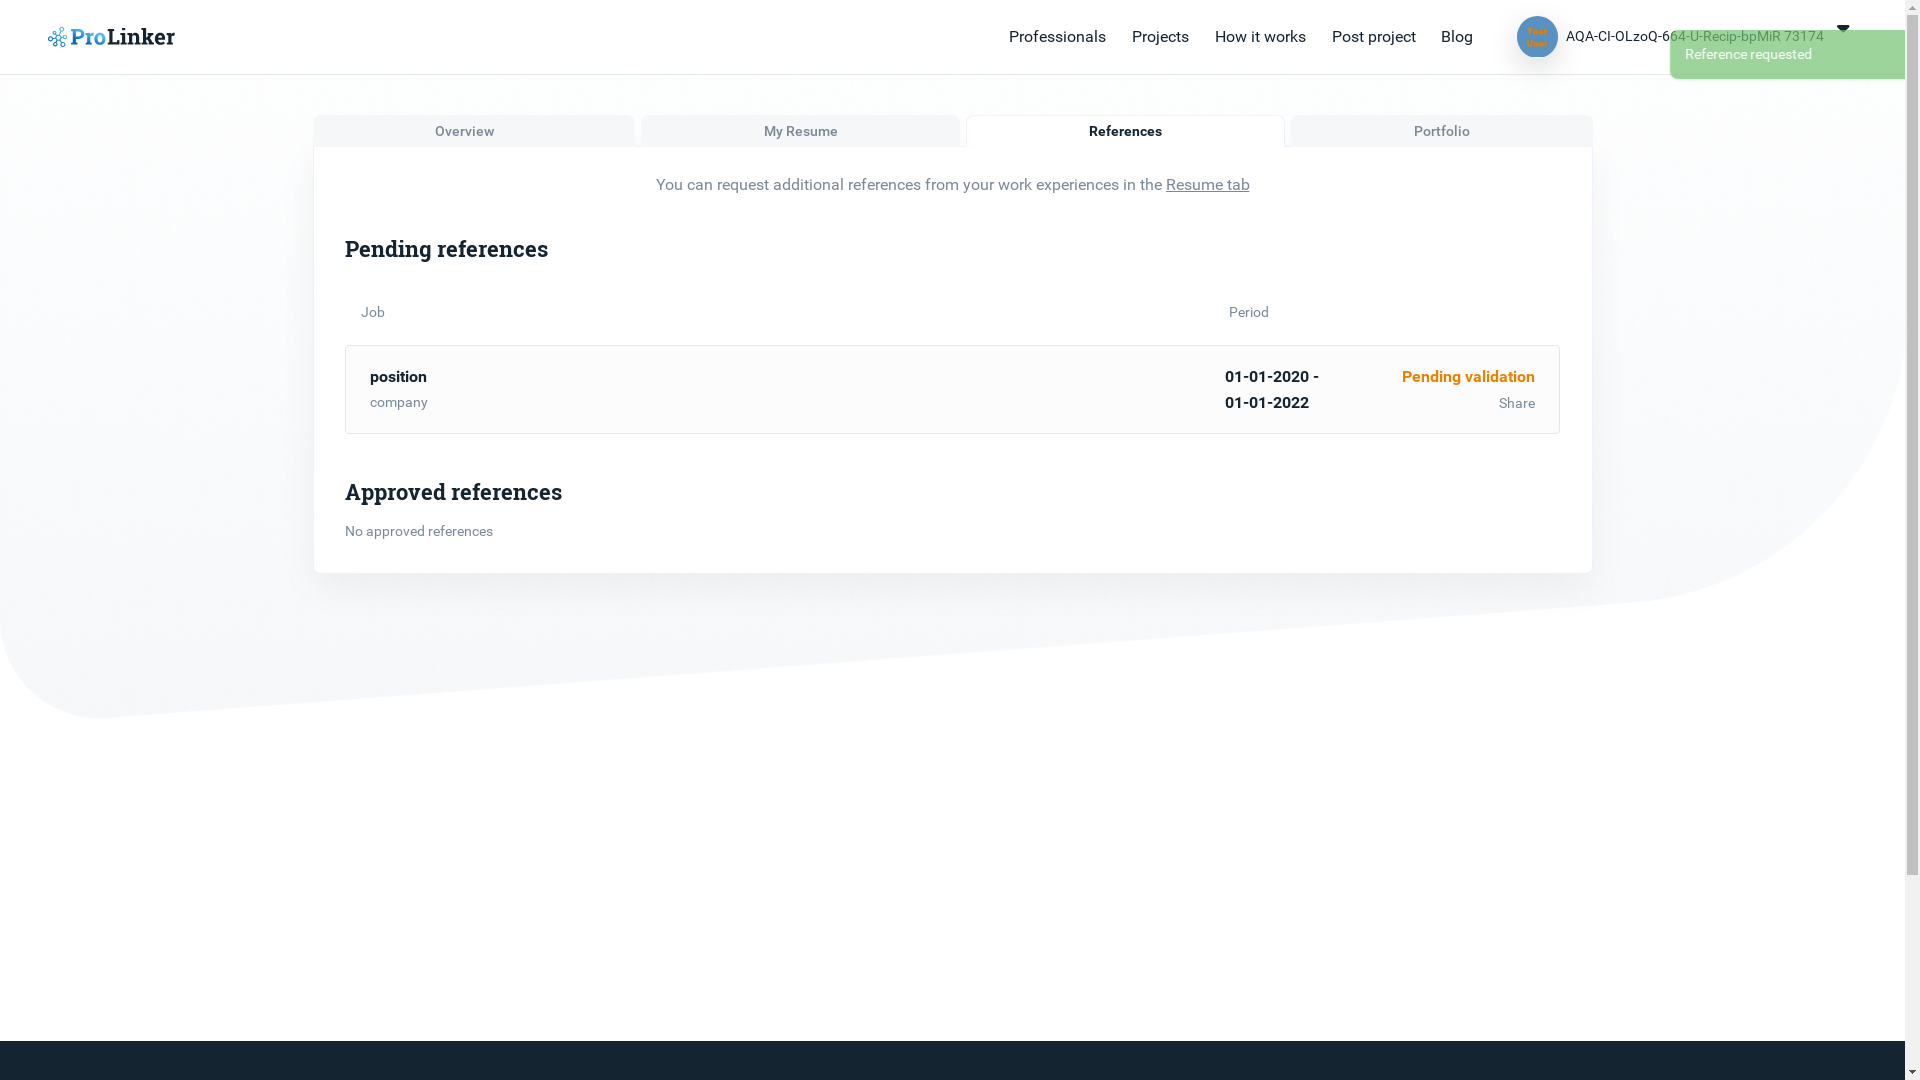 ProLinker
Professionals
Projects
How it works
Post project
Blog
Test
User
AQA-CI-OLzoQ-664-U-Recip-bpMiR 73174
Reference requested
Overview
My Resume
References
Portfolio
You can request additional references from your work experiences in the Resume tab
Pending references
Job
Period
position
company
01-01-2020 -
01-01-2022
Pending validation
Share
Approved references
No approved references